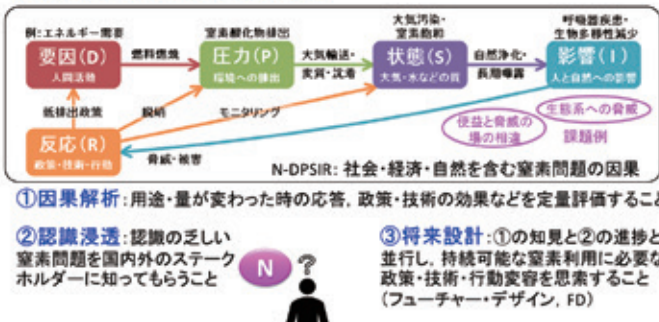 例:エネルギー需要
窒素酸化物排出
大気汚染・
窒素飽和
呼吸器疾患・
生物多様性減少
要因(D)
人間活動
燃料燃焼
圧力(P)
環境への排出
大気輸送・
変質・沈着
状態(S)
大気・水などの質
自然浄化・
長期曝露
影響(I)
人と自然への影響
低排出政策
脱硝
モニタリング
反応(R)
政策・技術・行動
脅威・被害
便益と脅威の
場の相違
生態系への脅威
課題例
N-DPSIR: 社会・経済・自然を含む窒素問題の因果
①因果解析:用途・量が変わった時の応答, 政策・技術の効果などを定量評価すること
②認識浸透:認識の乏しい
窒素問題を国内外のステーク
ホルダーに知ってもらうこと
N
?
③将来設計:①の知見と②の進捗と
並行し, 持続可能な窒素利用に必要な
政策・技術・行動変容を思索すること
(フューチャー・デザイン, FD)